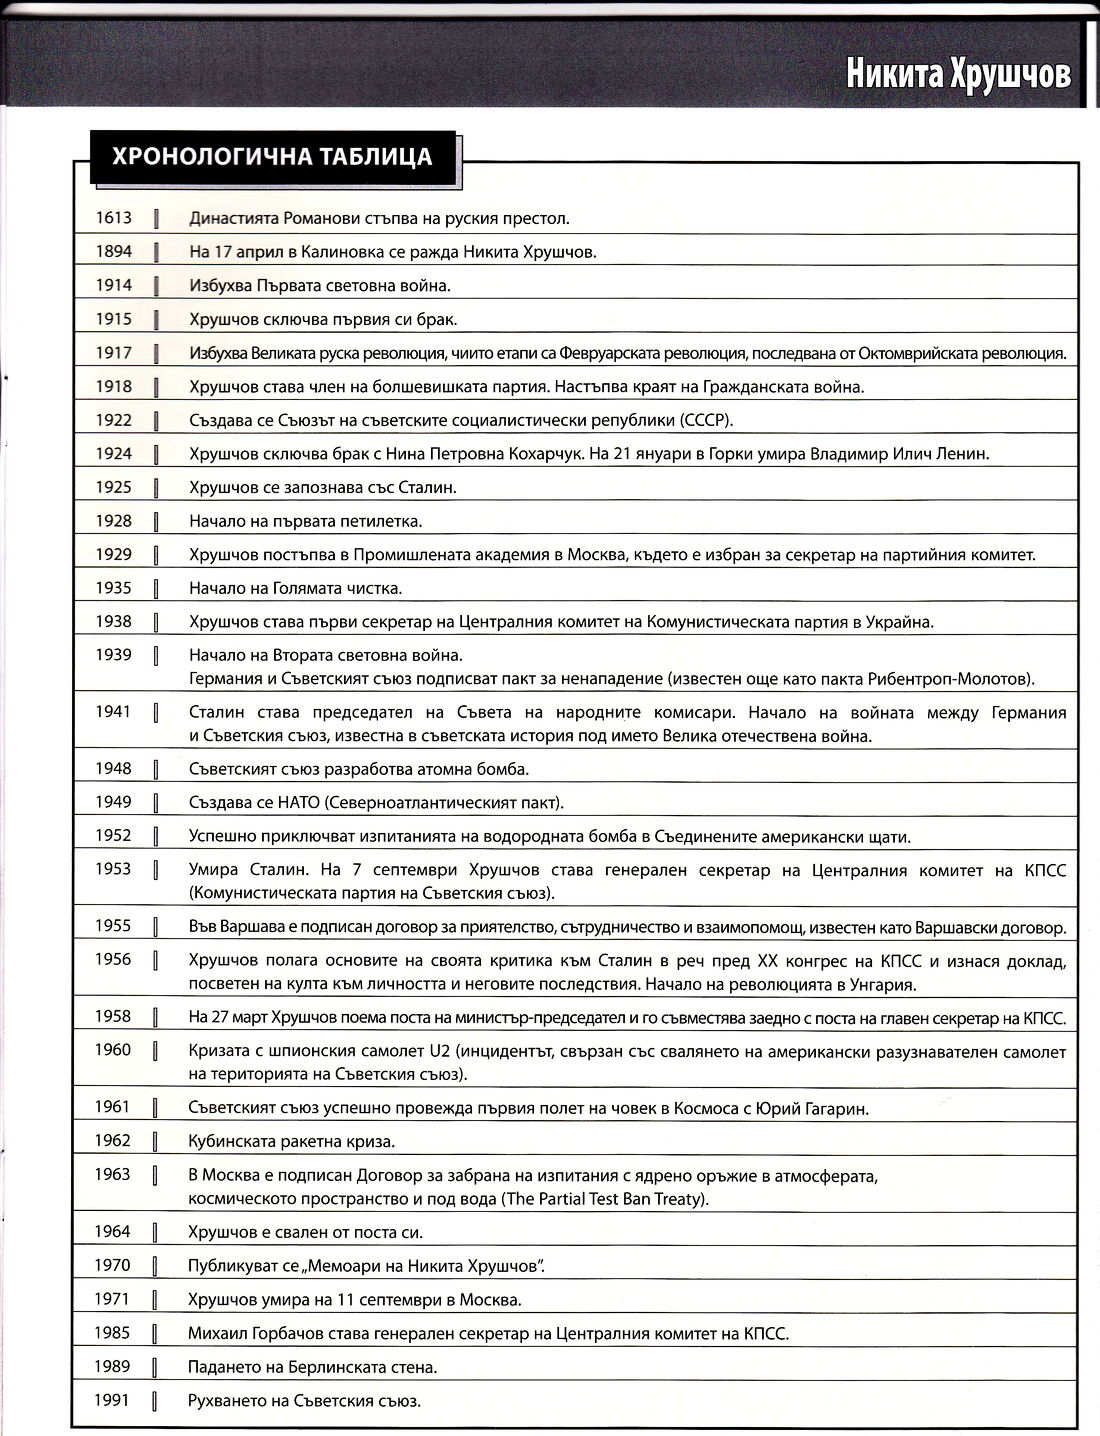 Никита Хрушчов
ХРОНОЛОГИЧНА ТАБЛИЦА
1613 Династията Романови стъпва на руския престол.
1894 На 17 април в Калиновка се ражда Никита Хрушчов.
1914 Избухва Първата световна война.
1915 Хрушчов сключва първия си брак.
1917 Избухва Великата руска революция, чиито етапи са Февруарската революция, последвана от Октомврийската революция.
1918 Хрушчов става член на болшевишката партия. Настъпва краят на Гражданската война.
1922 Създава се Съюзът на съветските социалистически републики (СССР).
1924 Хрушчов сключва брак с Нина Петровна Кохарчук. На 21 януари в Горки умира Владимир Илич Ленин.
1925 Хрушчов се запознава със Сталин.
1928 Начало на първата петилетка.
1929 Хрушчов постъпва в Промишлената академия в Москва, където е избран за секретар на партийния комитет.
1935 Начало на Голямата чистка.
1938 Хрушчов става първи секретар на Централния комитет на Комунистическата партия в Украйна.
1939 Начало на Втората световна война.
Германия и Съветският съюз подписват пакт за ненападение (известен още като пакта Рибентроп-Молотов).
1941 Сталин става председател на Съвета на народните комисари. Начало на войната между Германия
и Съветския съюз, известна в съветската история под името Велика отечествена война.
1948 Съветският съюз разработва атомна бомба.
1949 Създава се НАТО (Северноатлантическият пакт).
1952 Успешно приключват изпитанията на водородната бомба в Съединените американски щати.
1953 Умира Сталин. На 7 септември Хрушчов става генерален секретар на Централния комитет на КПСС
(Комунистическата партия на Съветския съюз).
1955 Във Варшава е подписан договор за приятелство, сътрудничество и взаимопомощ, известен като Варшавски договор.
1956 Хрушчов полага основите на своята критика към Сталин в реч пред XX конгрес на КПСС и изнася доклад,
посветен на култа към личността и неговите последствия. Начало на революцията в Унгария.
1958 На 27 март Хрушчов поема поста на министър-председател и го съвместява заедно с поста на главен секретар на КПСС.
1960 Кризата с шпионския самолет U2 (инцидентът, свързан със свалянето на американски разузнавателен самолет
на територията на Съветския съюз).
1961 Съветският съюз успешно провежда първия полет на човек в Космоса с Юрий Гагарин.
1962 Кубинската ракетна криза.
1963 В Москва е подписан Договор за забрана на изпитания с ядрено оръжие в атмосферата,
космическото пространство и под вода (The Partial Test Ban Treaty).
1964 Хрушчов е свален от поста си.
1970 Публикуват се „Мемоари на Никита Хрушчов”.
1971 Хрушчов умира на 11 септември в Москва.
1985 Михаил Горбачов става генерален секретар на Централния комитет на КПСС.
1989 Падането на Берлинската стена.
1991 Рухването на Съветския съюз.